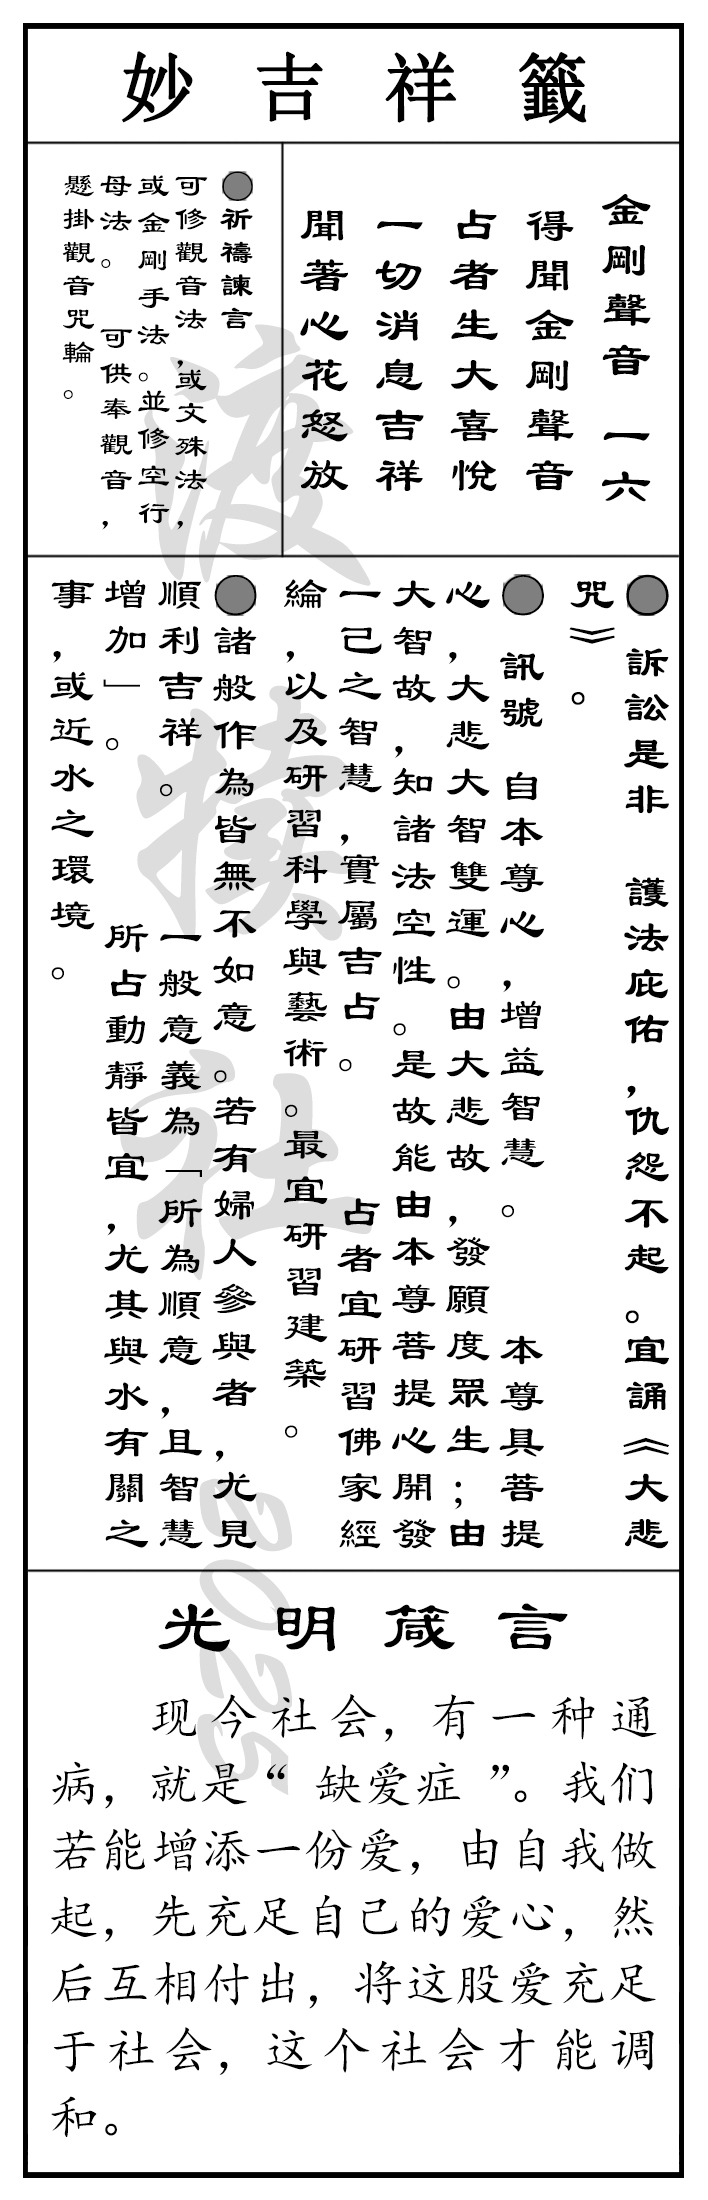 妙吉祥籤
金剛聲音 一六
得聞金剛聲音
占者生大喜悅
一切消息吉祥
聞著心花怒放
●祈禱諫言
可修觀音法，或文殊法，
或金剛手法。並修空行
母法。 可供奉觀音，
懸掛觀音咒輪。
● 訴訟是非 護法庇佑，仇怨不起。宜誦《大悲
咒》。
● 訊號 自本尊心，增益智慧。 本尊具菩提
心，大悲大智雙運。由大悲故，發願度眾生；由
大智故，知諸法空性。是故能由本尊菩提心開發
一己之智慧，實屬吉占。 占者宜研習佛家經
綸，以及研習科學與藝術。最宜研習建築。
●諸般作為皆無不如意。若有婦人參與者，尤見
順利吉祥。 一般意義為「所為順意，且智慧
增加」。 所占動靜皆宜，尤其與水有關之
事，或近水之環境。
光明箴言
现今社会，有一种通
病，就是“ 缺爱症 ”。我们
若能增添一份爱，由自我做
起，先充足自己的爱心，然
后互相付出，将这股爱充足
于社会，这个社会才能调
和。
渡犊社 2025